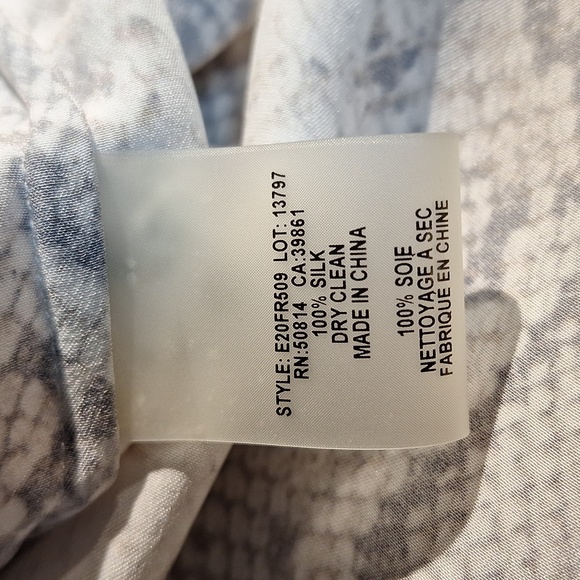 STYLE: E20FR509 LOT: 13797
RN:50814 CA:39861
100% SILK
DRY CLEAN
MADE IN CHINA
100% SOIE
NETTOYAGE A SEC
FABRIQUE EN CHINE